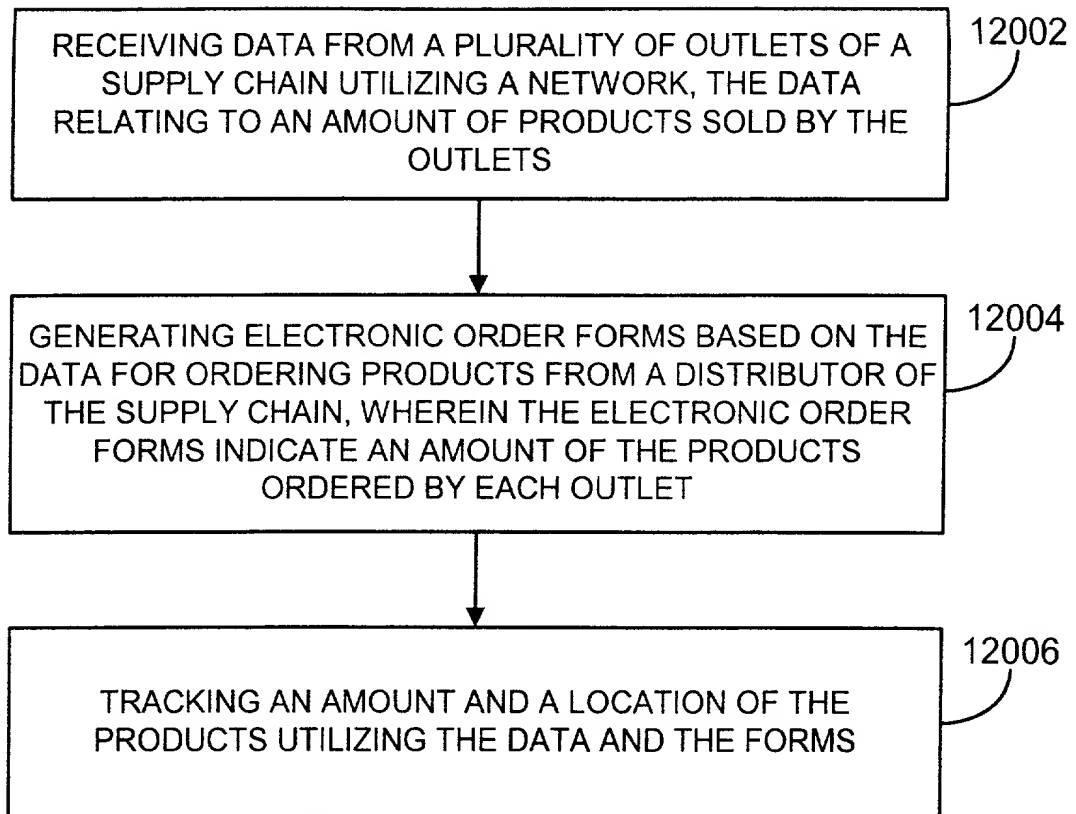 RECEIVING DATA FROM A PLURALITY OF OUTLETS OF A
SUPPLY CHAIN UTILIZING A NETWORK, THE DATA
RELATING TO AN AMOUNT OF PRODUCTS SOLD BY THE
OUTLETS
12002
GENERATING ELECTRONIC ORDER FORMS BASED ON THE
DATA FOR ORDERING PRODUCTS FROM A DISTRIBUTOR OF
THE SUPPLY CHAIN, WHEREIN THE ELECTRONIC ORDER
FORMS INDICATE AN AMOUNT OF THE PRODUCTS
ORDERED BY EACH OUTLET
12004
TRACKING AN AMOUNT AND A LOCATION OF THE
PRODUCTS UTILIZING THE DATA AND THE FORMS
12006